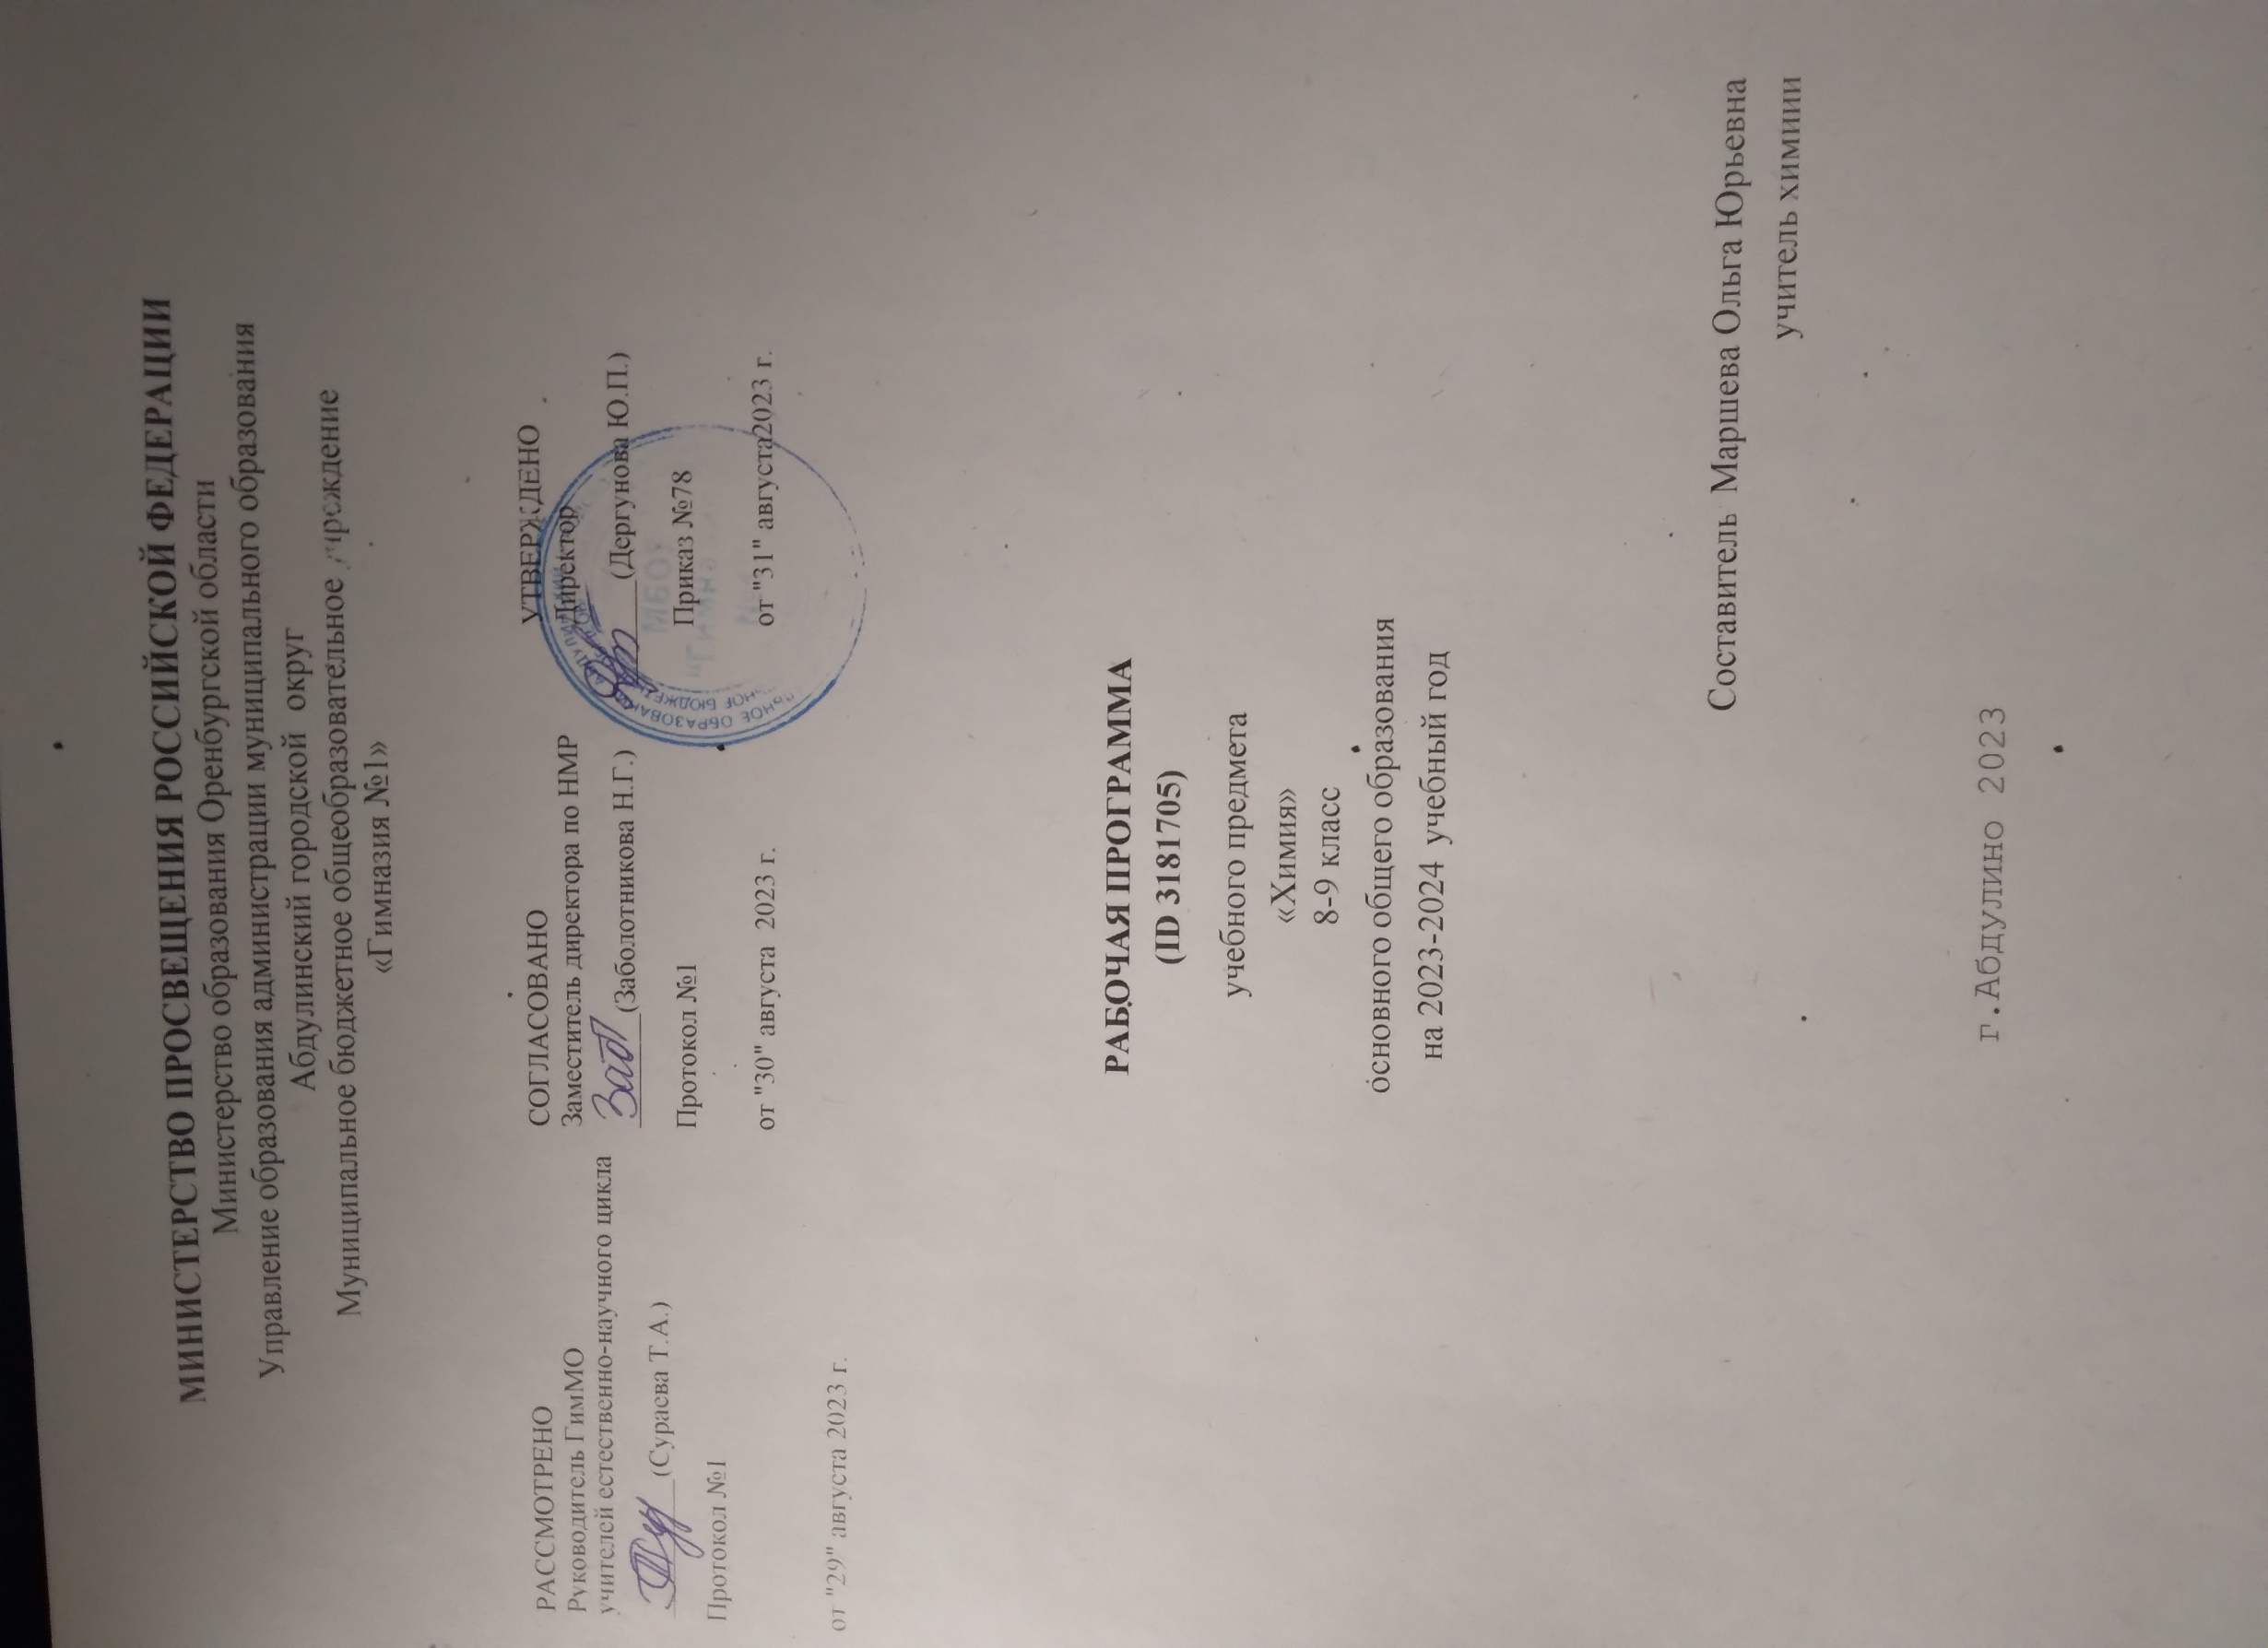 МИНИСТЕРСТВО ПРОСВЕЩЕНИЯ РОССИЙСКОЙ ФЕДЕРАЦИИ
Министерство образования Оренбургской области
Управление образования администрации муниципального образования
Абдулинский городской округ
Муниципальное бюджетное общеобразовательное учреждение
«Гимназия №1»
РАССМОТРЕНО
Руководитель ГимМО
учителей естественно-научного цикла
(Сураева Т.А.)
Протокол №1
от "29" августа 2023 г.
СОГЛАСОВАНО
Заместитель директора по НМР
Заб (Заболотникова Н.Г.)
Протокол №1
от "30" августа 2023 г.
УТВЕРЖДЕНО
Директор
(Дергунова Ю.П.)
Приказ №78
от "31" августа2023 г.
РАБОЧАЯ ПРОГРАММА
(ID 3181705)
учебного предмета
«Химия»
8-9 класс
основного общего образования
на 2023-2024 учебный год
Составитель Маршева Ольга Юрьевна
учитель химиии
г.Абдулино 2023